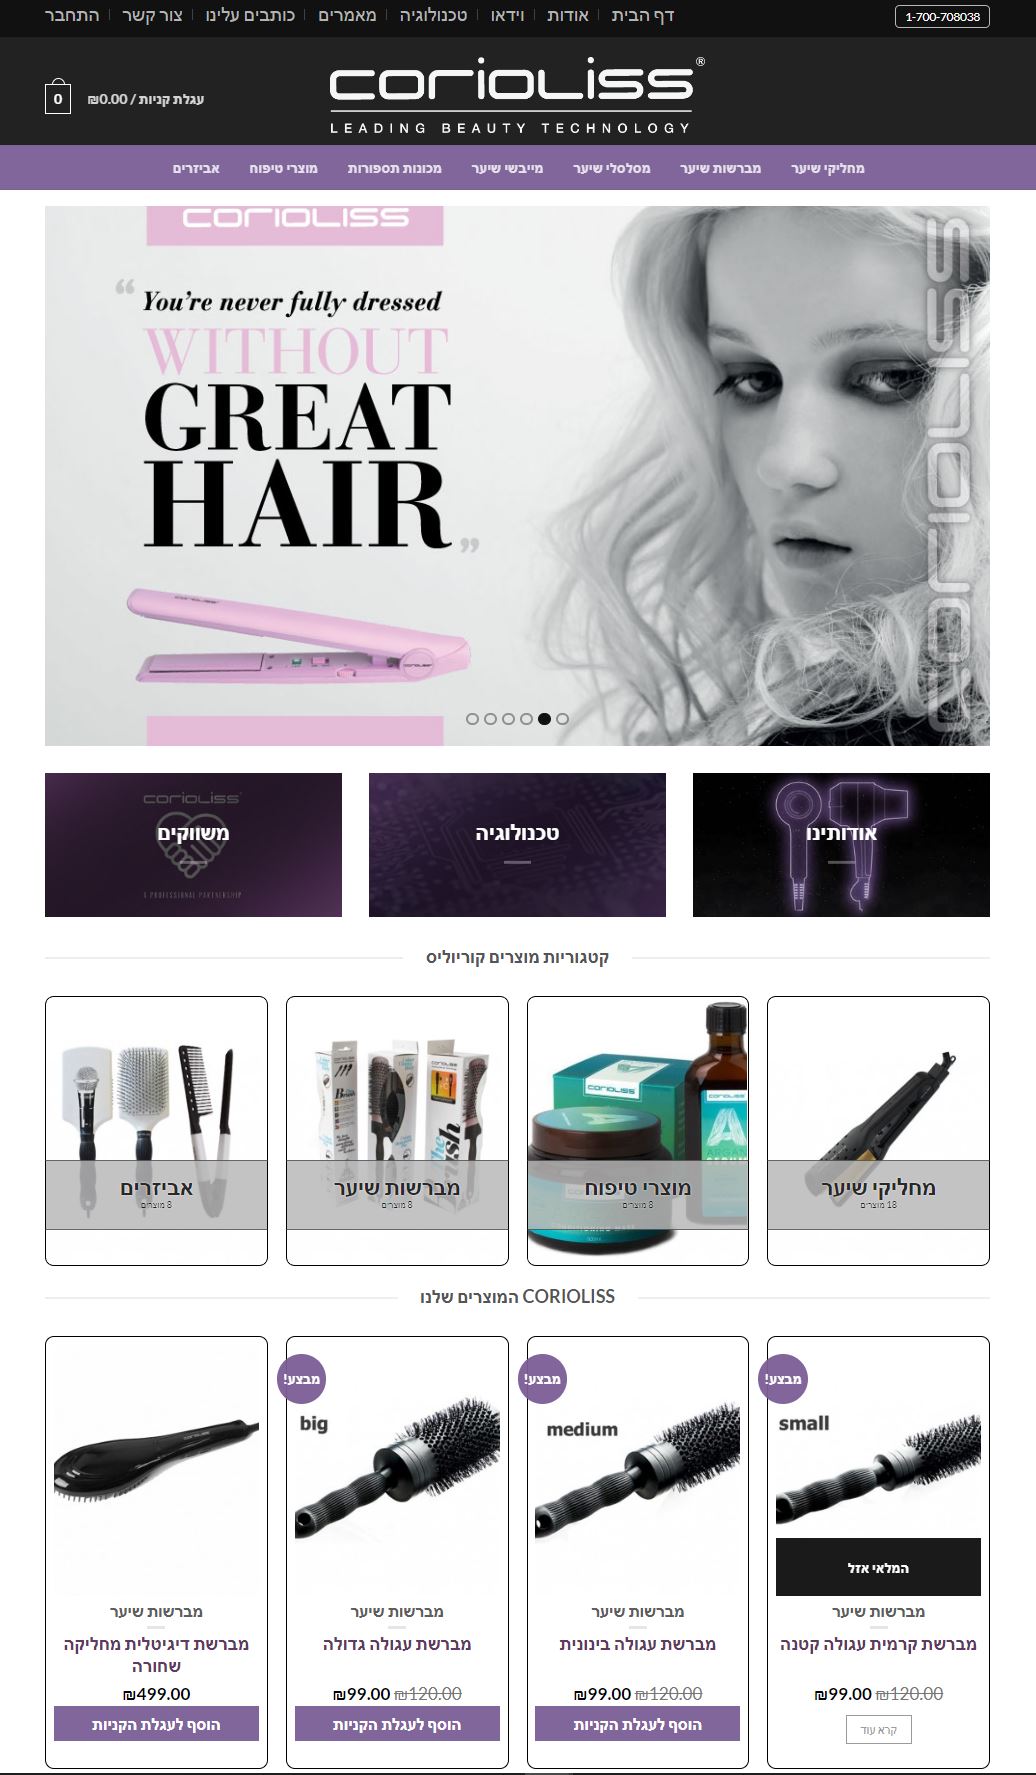 1-700-708038
דף הבית
אודות
וידאו
טכנולוגיה
מאמרים
כותבים עלינו
צור קשר
התחבר
corioliss®
LEADING BEAUTY TECHNOLOGY
עגלת קניות / ₪0.00
0
מחליקי שיער
מברשות שיער
מסלסלי שיער
מייבשי שיער
מכונות תספורות
מוצרי טיפוח
אביזרים
corioliss
“ You’re never fully dressed
WITHOUT
GREAT
HAIR ”
corioliss
corioliss
אודותינו
טכנולוגיה
corioliss
משווקים
A PROFESSIONAL PARTNERSHIP
קטגוריות מוצרים קוריוליס
מחליקי שיער
18 מוצרים
corioliss
corioliss
A
ARGAN
מוצרי טיפוח
8 מוצרים
מברשות שיער
8 מוצרים
אביזרים
8 מוצרים
CORIOLISS המוצרים שלנו
מבצע!
small
המלאי אזל
מברשות שיער
מברשת קרמית עגולה קטנה
₪120.00 ₪99.00
קרא עוד
מבצע!
medium
מברשות שיער
מברשת עגולה בינונית
₪120.00 ₪99.00
הוסף לעגלת הקניות
מבצע!
big
מברשות שיער
מברשת עגולה גדולה
₪120.00 ₪99.00
הוסף לעגלת הקניות
corioliss
מברשות שיער
מברשת דיגיטלית מחליקה
שחורה
₪499.00
הוסף לעגלת הקניות